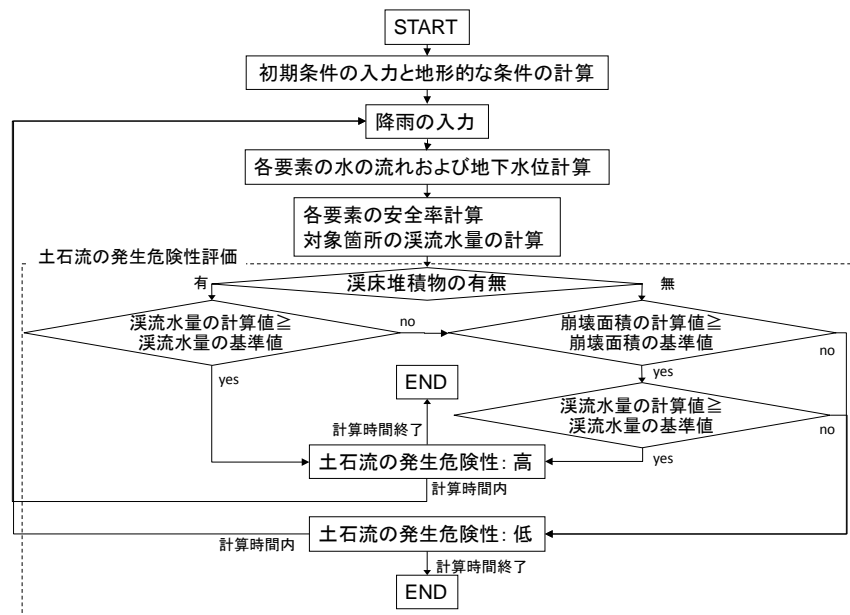 START
初期条件の入力と地形的な条件の計算
降雨の入力
各要素の水の流れおよび地下水位計算
各要素の安全率計算
対象箇所の渓流水量の計算
土石流の発生危険性評価
有
渓床堆積物の有無
無
渓流水量の計算値≧
渓流水量の基準値
no
崩壊面積の計算値≧
崩壊面積の基準値
no
yes
yes
END
渓流水量の計算値≧
渓流水量の基準値
no
計算時間終了
yes
土石流の発生危険性: 高
計算時間内
土石流の発生危険性: 低
計算時間内
計算時間終了
END